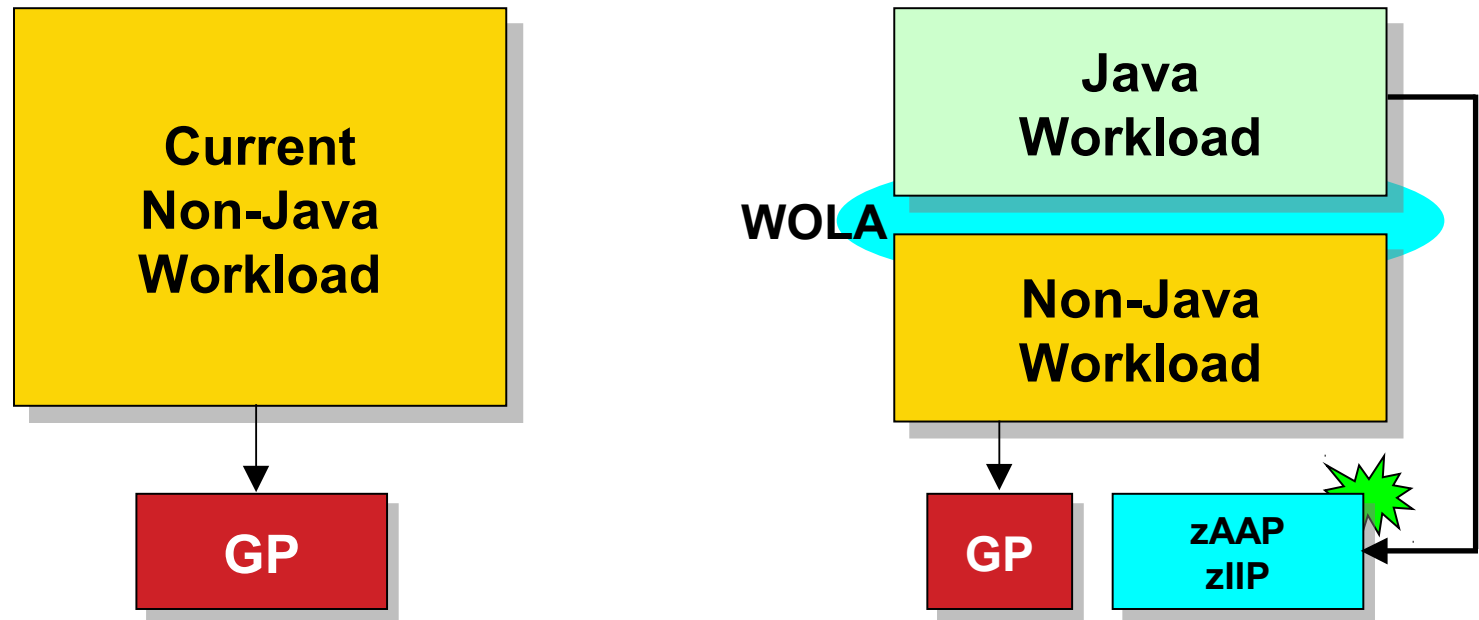 Current
Non-Java
Workload
GP
Java
Workload
WOLA
Non-Java
Workload
GP
zAAP
zIIP